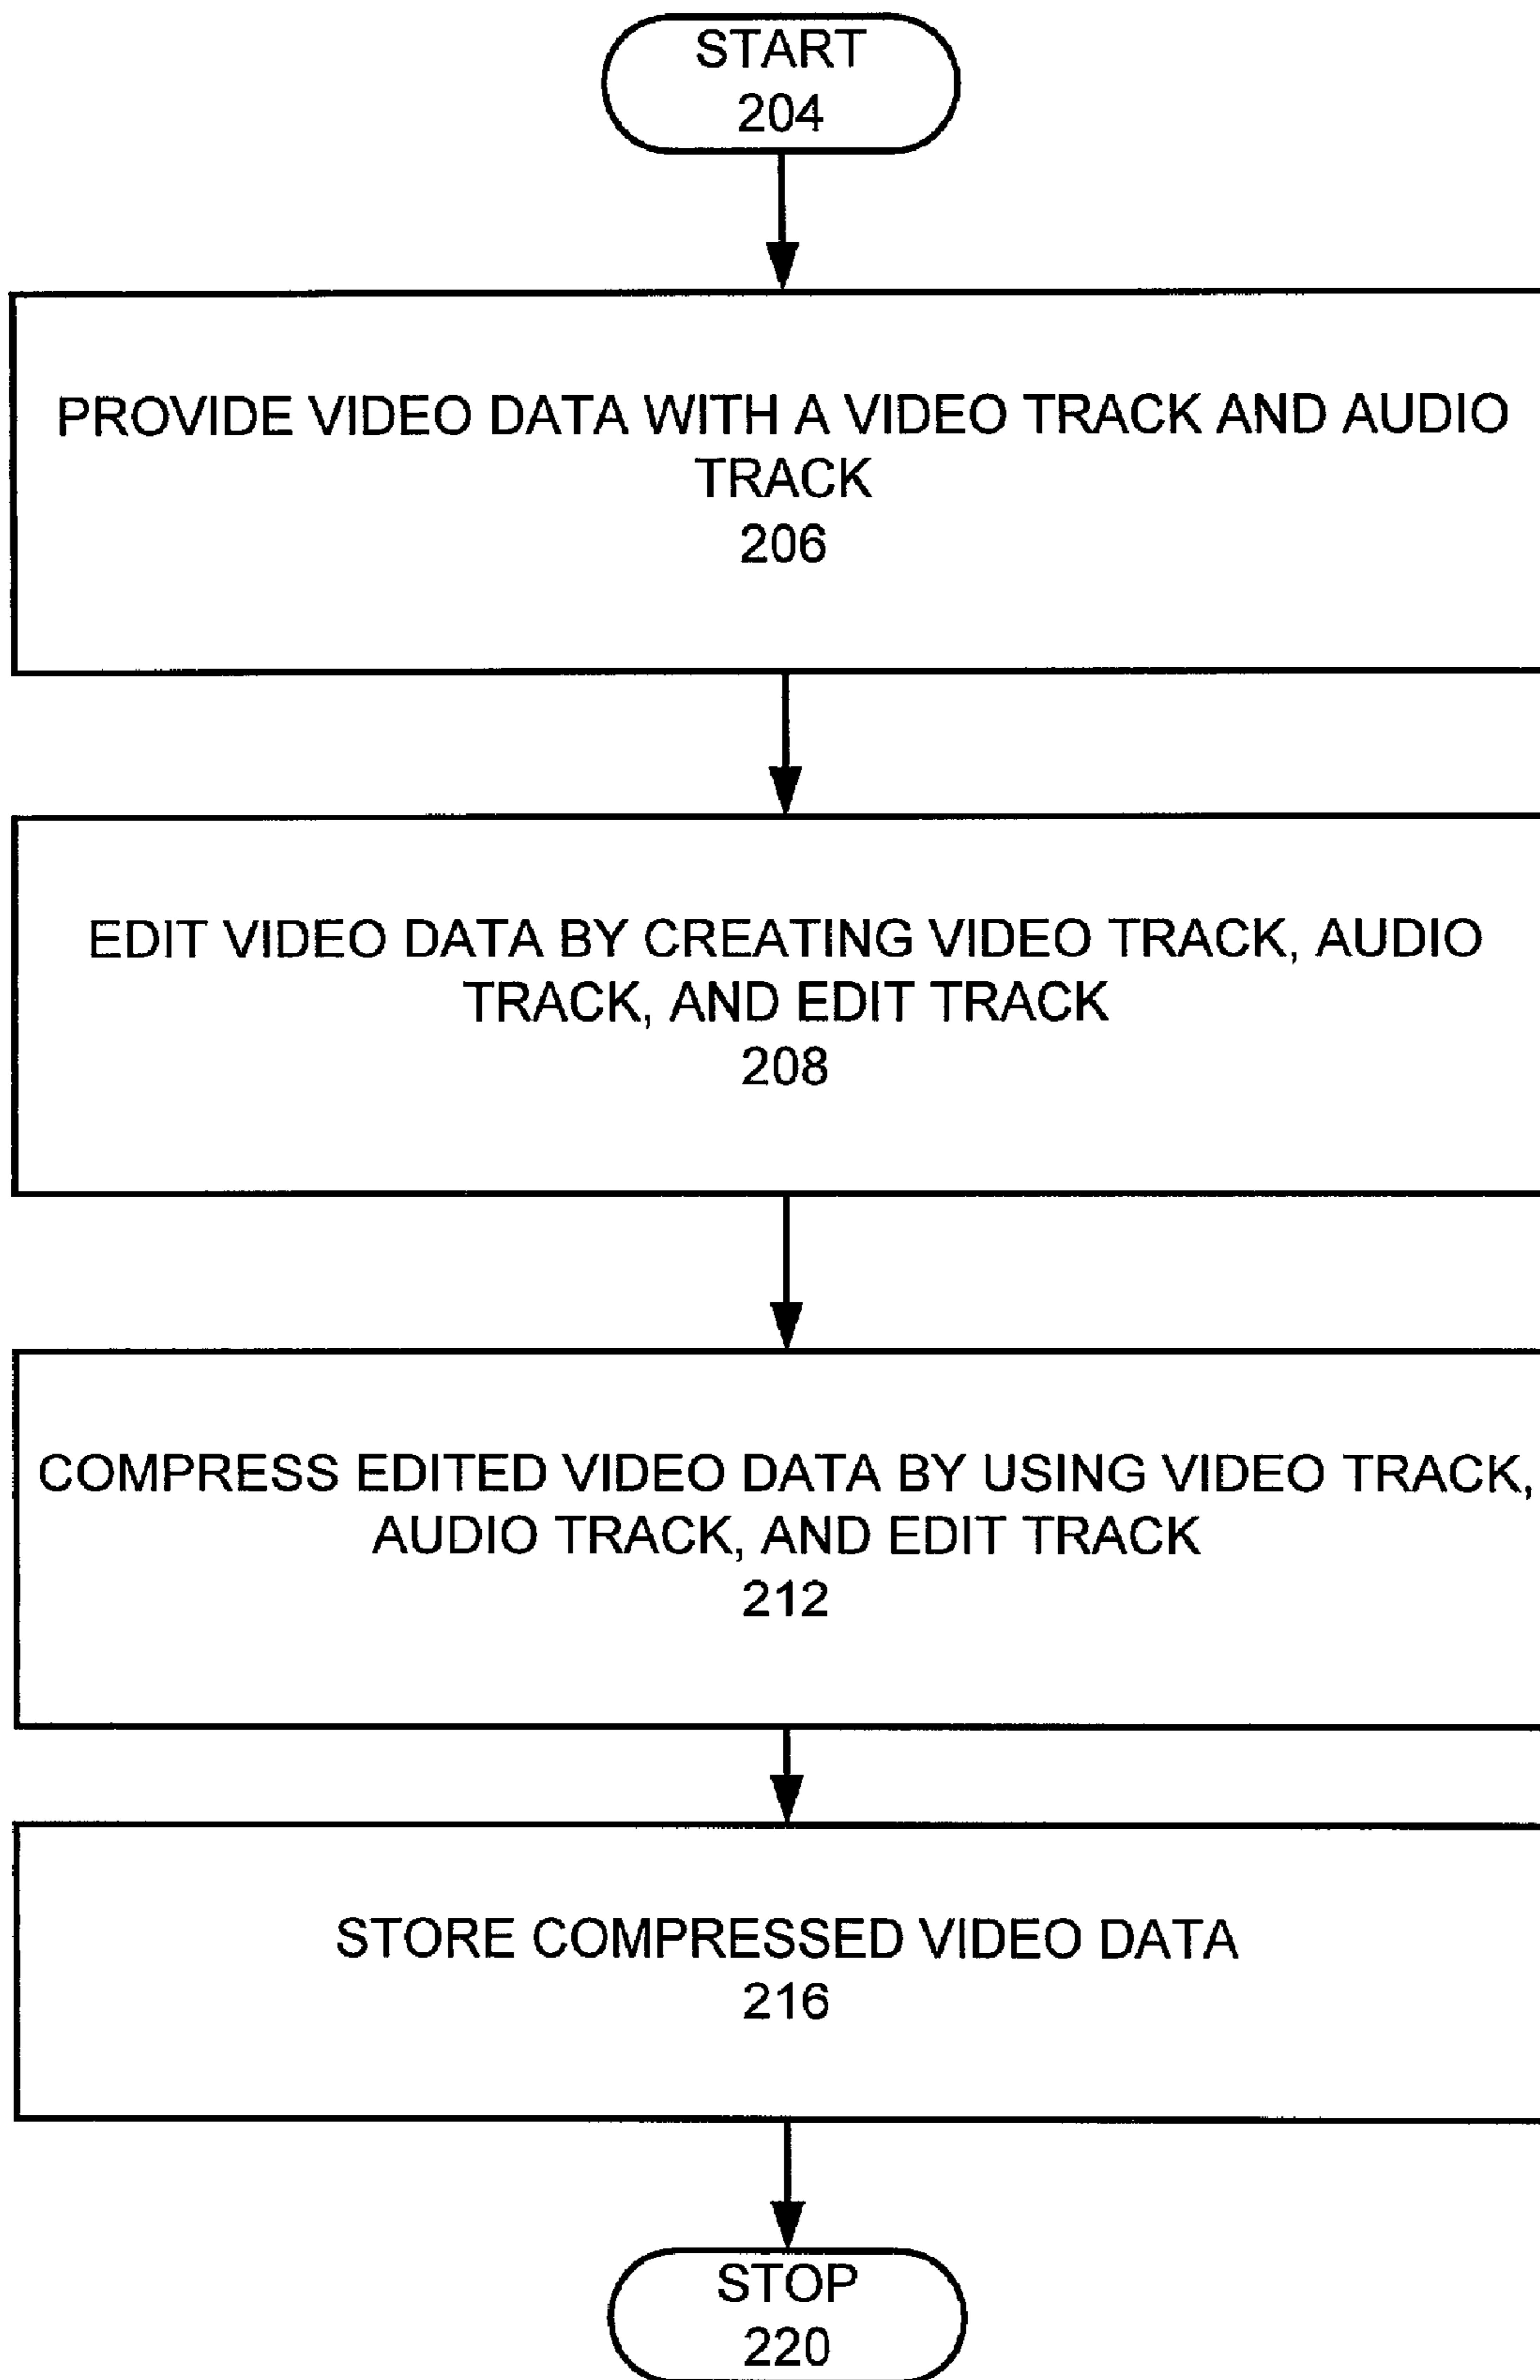 START
204
PROVIDE VIDEO DATA WITH A VIDEO TRACK AND AUDIO
TRACK
206
EDIT VIDEO DATA BY CREATING VIDEO TRACK, AUDIO
TRACK, AND EDIT TRACK
208
COMPRESS EDITED VIDEO DATA BY USING VIDEO TRACK,
AUDIO TRACK, AND EDIT TRACK
212
STORE COMPRESSED VIDEO DATA
216
STOP
220